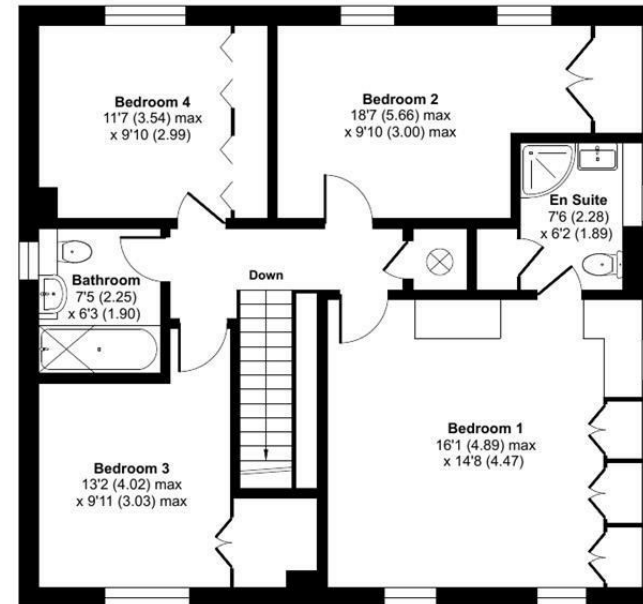 Bedroom 4
11'7 (3.54) max
x 9'10 (2.99)
Bedroom 2
18'7 (5.66) max
x 9'10 (3.00) max
En Suite
7'6 (2.28)
x 6'2 (1.89)
Bathroom
7'5 (2.25)
x 6'3 (1.90)
Down
Bedroom 3
13'2 (4.02) max
x 9'11 (3.03) max
Bedroom 1
16'1 (4.89) max
x 14'8 (4.47)